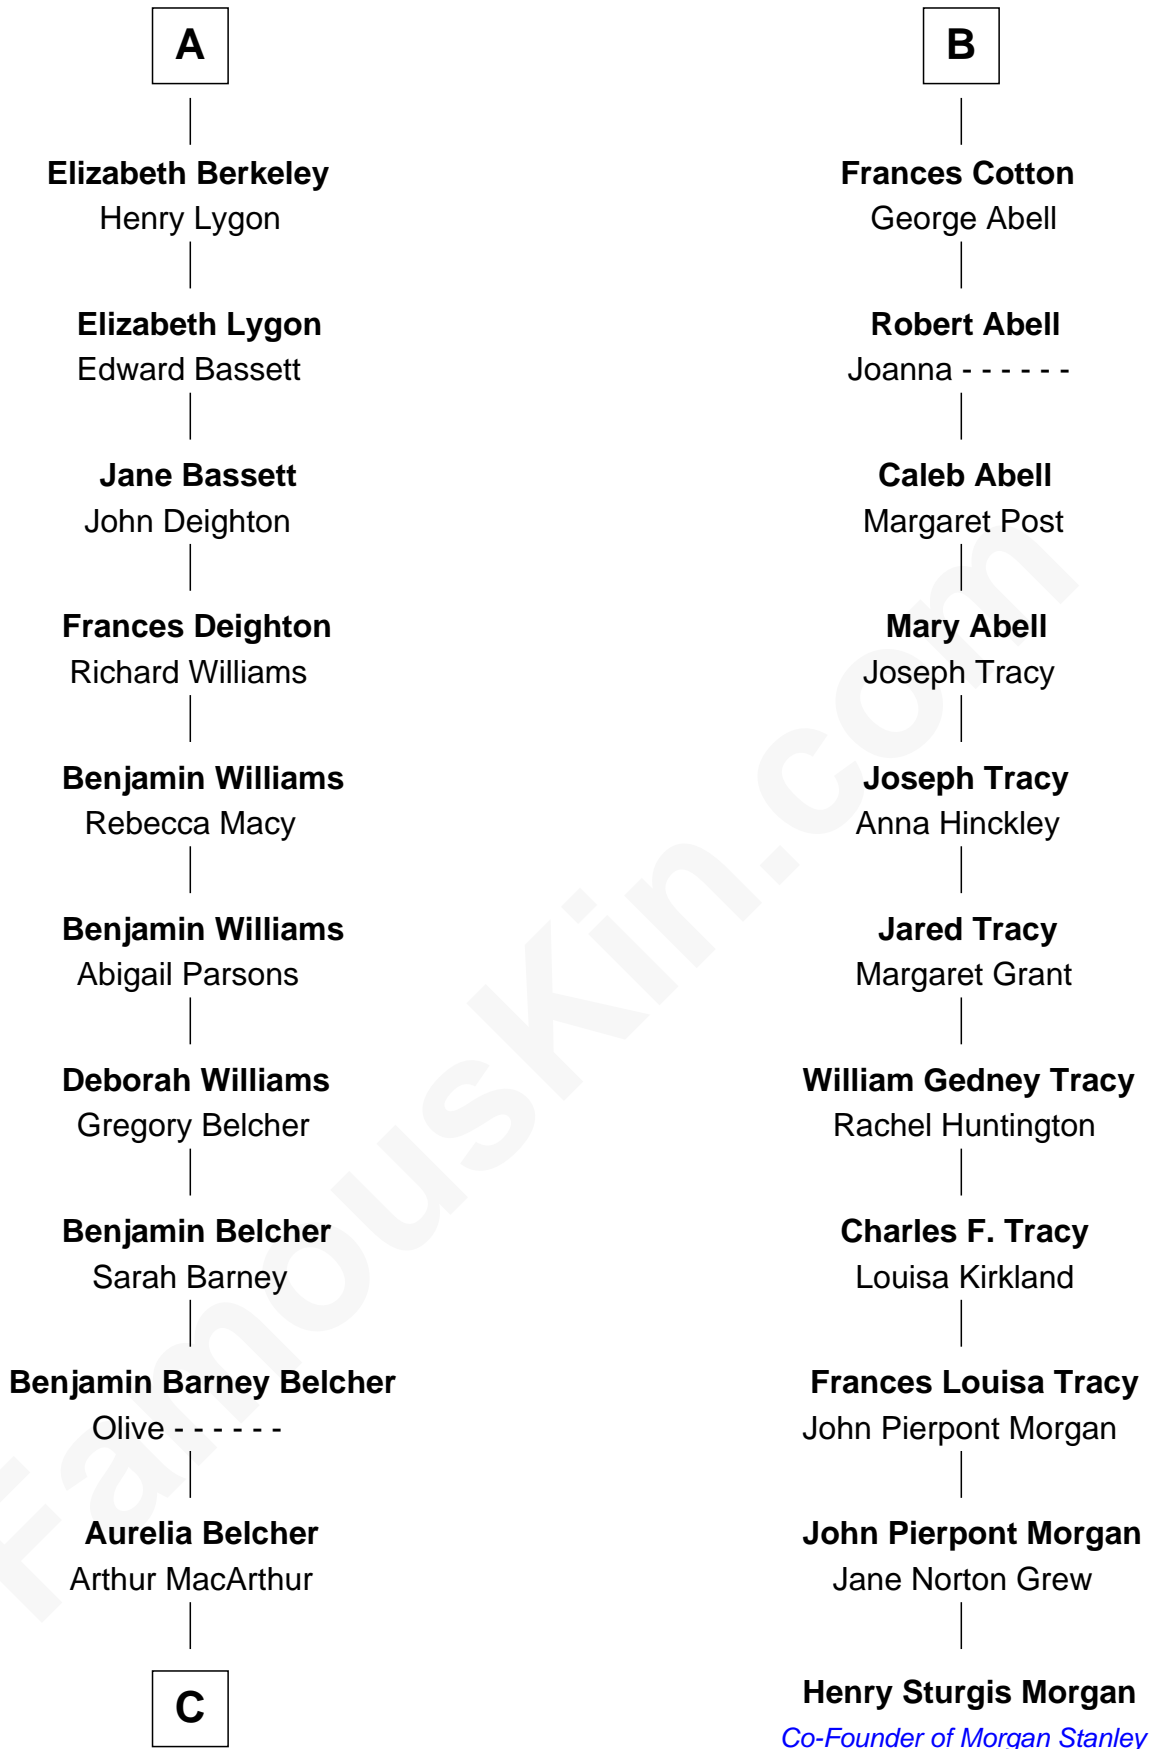 A
Elizabeth Berkeley
Henry Lygon
Elizabeth Lygon
Edward Bassett
Jane Bassett
John Deighton
Frances Deighton
Richard Williams
Benjamin Williams
Rebecca Macy
Benjamin Williams
Abigail Parsons
Deborah Williams
Gregory Belcher
Benjamin Belcher
Sarah Barney
Benjamin Barney Belcher
Olive - - - - - -
Aurelia Belcher
Arthur MacArthur
C
B
Frances Cotton
George Abell
Robert Abell
Joanna - - - - - -
Caleb Abell
Margaret Post
Mary Abell
Joseph Tracy
Joseph Tracy
Anna Hinckley
Jared Tracy
Margaret Grant
William Gedney Tracy
Rachel Huntington
Charles F. Tracy
Louisa Kirkland
Frances Louisa Tracy
John Pierpont Morgan
John Pierpont Morgan
Jane Norton Grew
Henry Sturgis Morgan
Co-Founder of Morgan Stanley
FamousKin.com